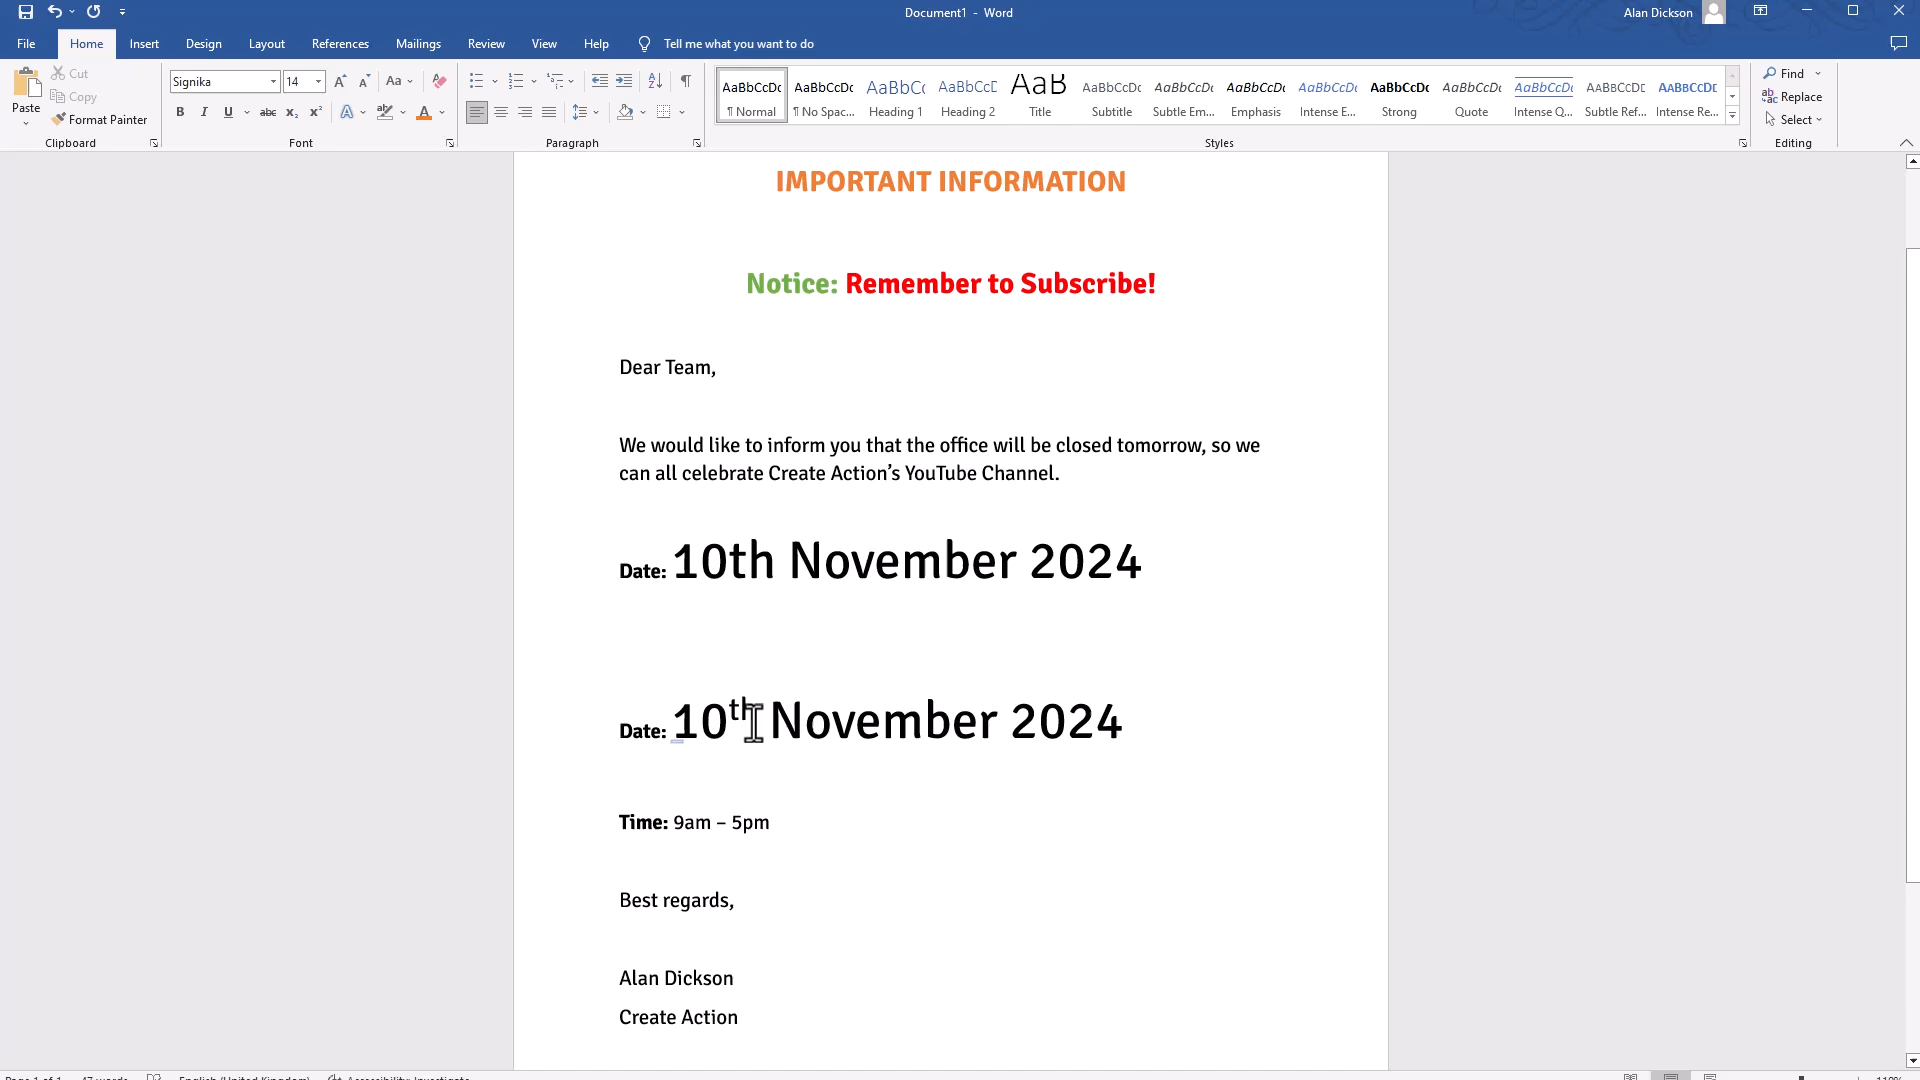 Document1 - Word
Alan Dickson
File Home Insert Design Layout References Mailings Review View Help Tell me what you want to do
Paste
Cut
Copy
Format Painter
Clipboard
Signika 14
Font
Paragraph
AaBbCcDc AaBbCcDc AaBbC AaBbCcD AaB AaBbCcDc AaBbCcDc AaBbCcDc AaBbCcDc AaBbCcDc AaBbCcDc AaBbCcDc AABBCCDD AABBCCDD
¶ Normal ¶ No Spac... Heading 1 Heading 2 Title Subtitle Subtle Em... Emphasis Intense E... Strong Quote Intense Q... Subtle Ref... Intense Re...
Styles
Find
Replace
Select
Editing
IMPORTANT INFORMATION
Notice: Remember to Subscribe!
Dear Team,
We would like to inform you that the office will be closed tomorrow, so we
can all celebrate Create Action’s YouTube Channel.
Date: 10th November 2024
Date: 10th November 2024
Time: 9am – 5pm
Best regards,
Alan Dickson
Create Action